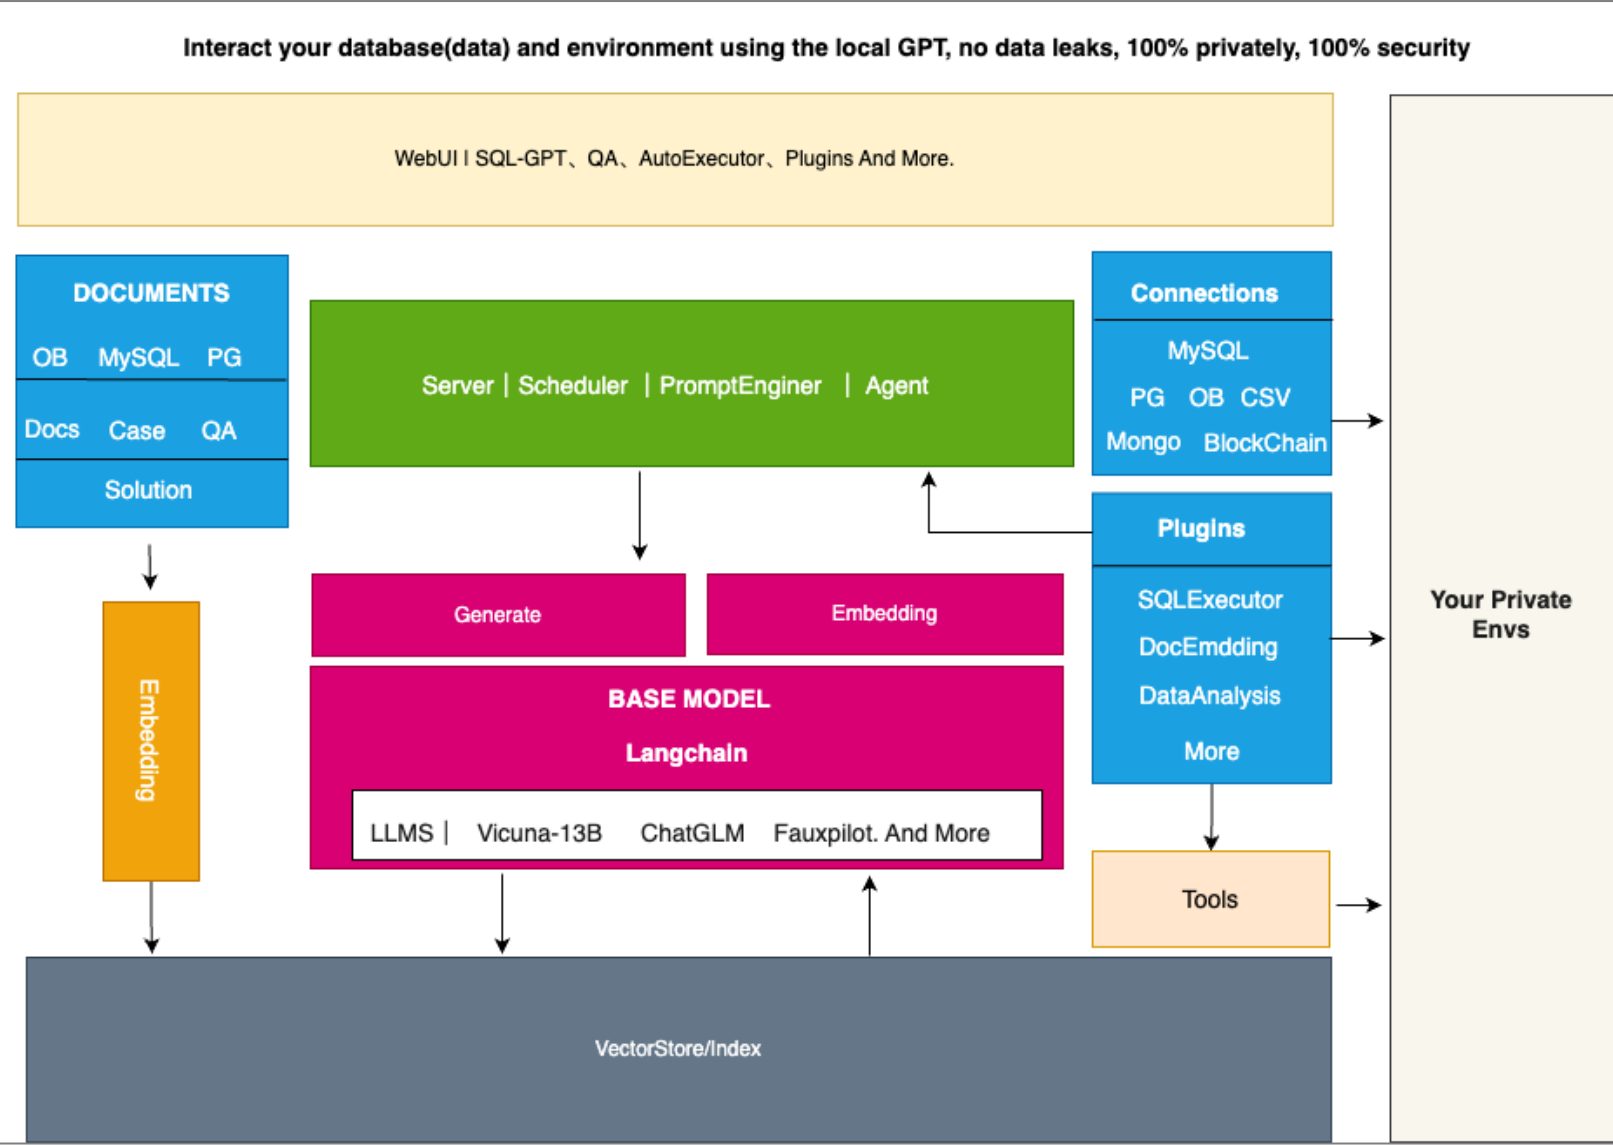 Interact your database(data) and environment using the local GPT, no data leaks, 100% privately, 100% security
WebUI | SQL-GPT、QA、AutoExecutor、Plugins And More.
DOCUMENTS
OB MySQL PG
Docs Case QA
Solution
Embedding
Server | Scheduler | PromptEnginer | Agent
Generate
Embedding
BASE MODEL
Langchain
LLMS | Vicuna-13B ChatGLM Fauxpilot. And More
Connections
MySQL
PG OB CSV
Mongo BlockChain
Plugins
SQLExecutor
DocEmdding
DataAnalysis
More
Tools
Your Private
Envs
VectorStore/Index